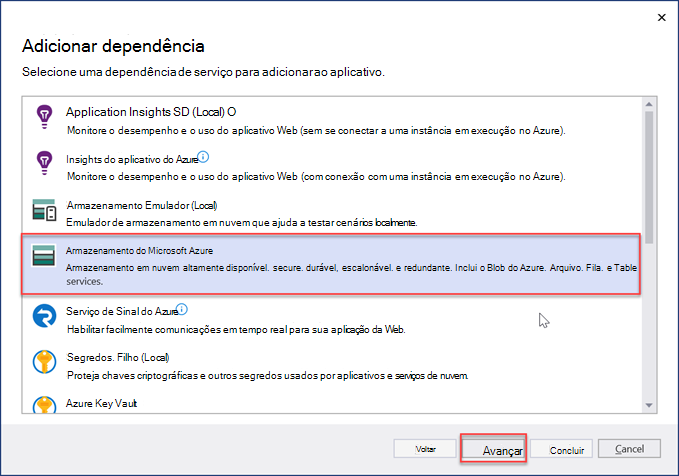 Adicionar dependência
Selecione uma dependência de serviço para adicionar ao aplicativo.
Application Insights SD (Local) O
Monitore o desempenho e o uso do aplicativo Web (sem se conectar a uma instância em execução no Azure).
Insights do aplicativo do Azure
Monitore o desempenho e o uso do aplicativo Web (com conexão com uma instância em execução no Azure).
Armazenamento Emulador (Local)
Emulador de armazenamento em nuvem que ajuda a testar cenários localmente.
Armazenamento do Microsoft Azure
Armazenamento em nuvem altamente disponível. secure. durável, escalonável. e redundante. Inclui o Blob do Azure. Arquivo. Fila. e Table
services.
Serviço de Sinal do Azure
Habilitar facilmente comunicações em tempo real para sua aplicação da Web.
Segredos. Filho (Local)
Proteja chaves criptográficas e outros segredos usados por aplicativos e serviços de nuvem.
Azure Key Vault
Voltar Avançar Concluir Cancel